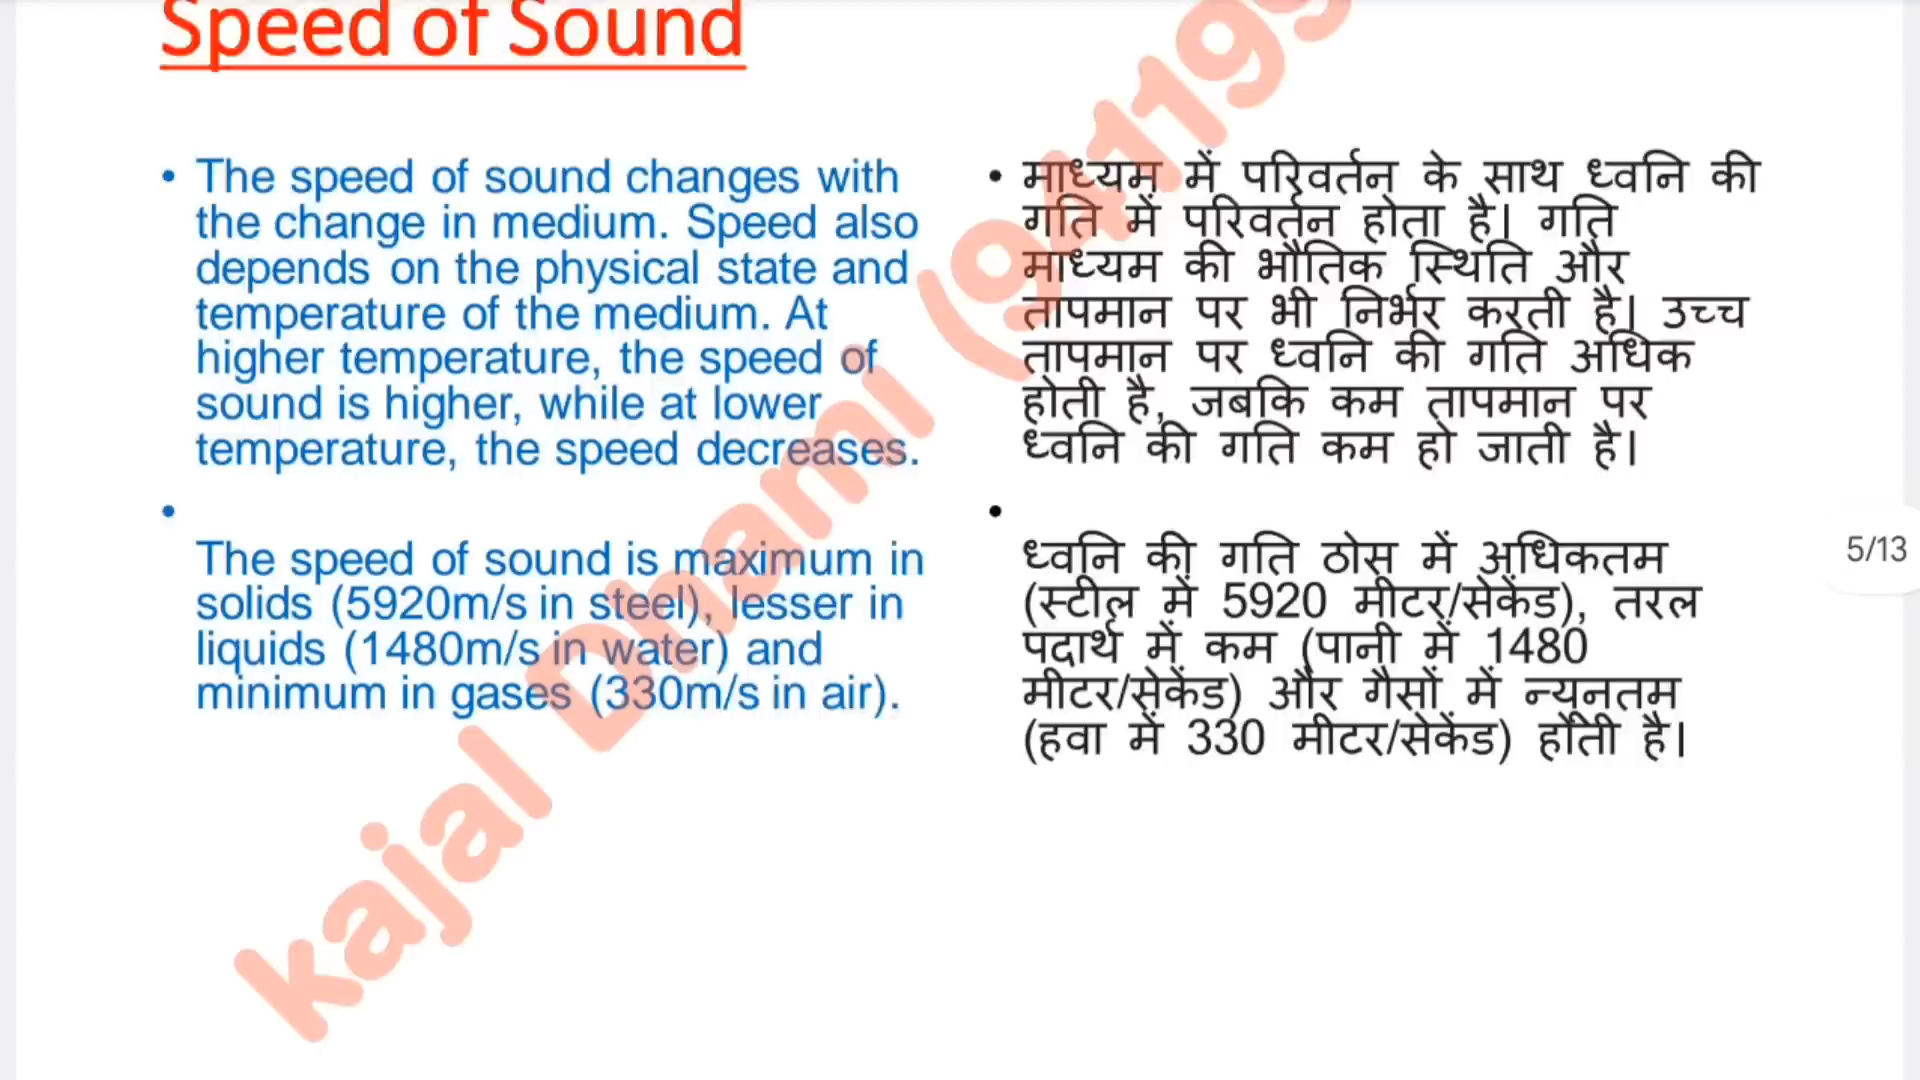 Speed of Sound
• The speed of sound changes with
the change in medium. Speed also
depends on the physical state and
temperature of the medium. At
higher temperature, the speed of
sound is higher, while at lower
temperature, the speed decreases.
•
The speed of sound is maximum in
solids (5920m/s in steel), lesser in
liquids (1480m/s in water) and
minimum in gases (330m/s in air).
• माध्यम में परिवर्तन के साथ ध्वनि की
गति में परिवर्तन होता है। गति
माध्यम की भौतिक स्थिति और
तापमान पर भी निर्भर करती है। उच्च
तापमान पर ध्वनि की गति अधिक
होती है, जबकि कम तापमान पर
ध्वनि की गति कम हो जाती है।
•
ध्वनि की गति ठोस में अधिकतम
(स्टील में 5920 मीटर/सेकेंड), तरल
पदार्थ में कम (पानी में 1480
मीटर/सेकेंड) और गैसों में न्यूनतम
(हवा में 330 मीटर/सेकेंड) होती है।
5/13
kajal Dhami (941199